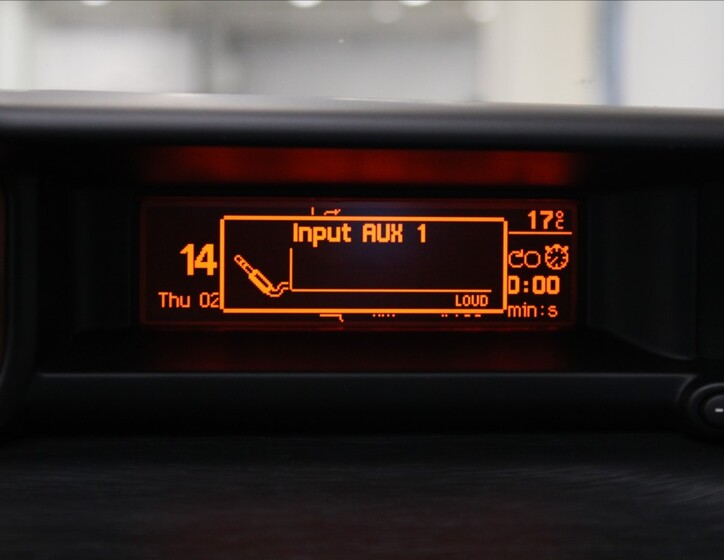 Input AUX 1
17°C
14
0:00
Thu 02
LOUD
min:s